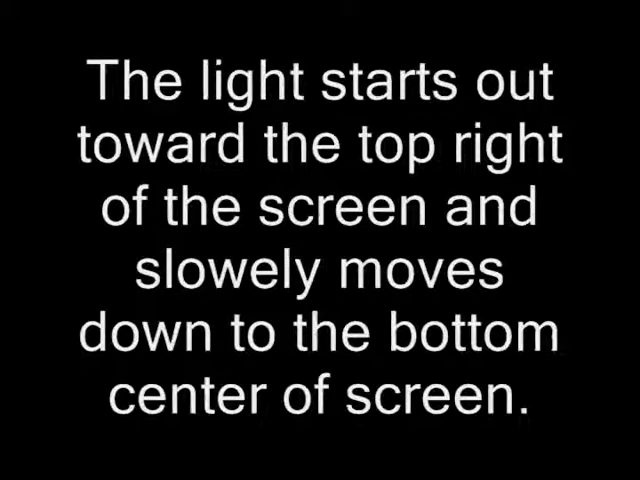 The light starts out
toward the top right
of the screen and
slowely moves
down to the bottom
center of screen.